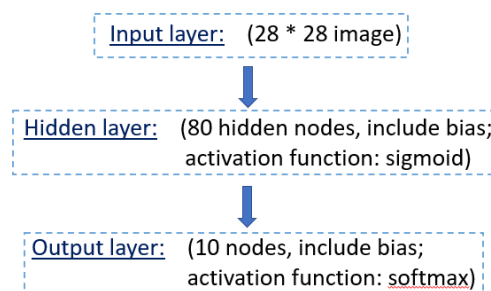 Input layer: (28 * 28 image)
Hidden layer: (80 hidden nodes, include bias;
activation function: sigmoid)
Output layer: (10 nodes, include bias;
activation function: softmax)